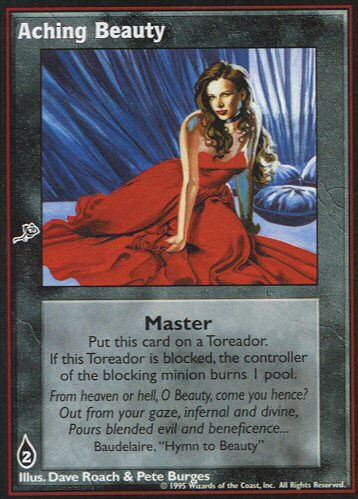 Aching Beauty
Master
Put this card on a Toreador.
If this Toreador is blocked, the controller
of the blocking minion burns 1 pool.
From heaven or hell, O Beauty, come you hence?
Out from your gaze, infernal and divine,
Pours blended evil and beneficence...
Baudelaire, "Hymn to Beauty"
2
Illus. Dave Roach & Pete Burges
© 1995 Wizards of the Coast, Inc. All Rights Reserved.